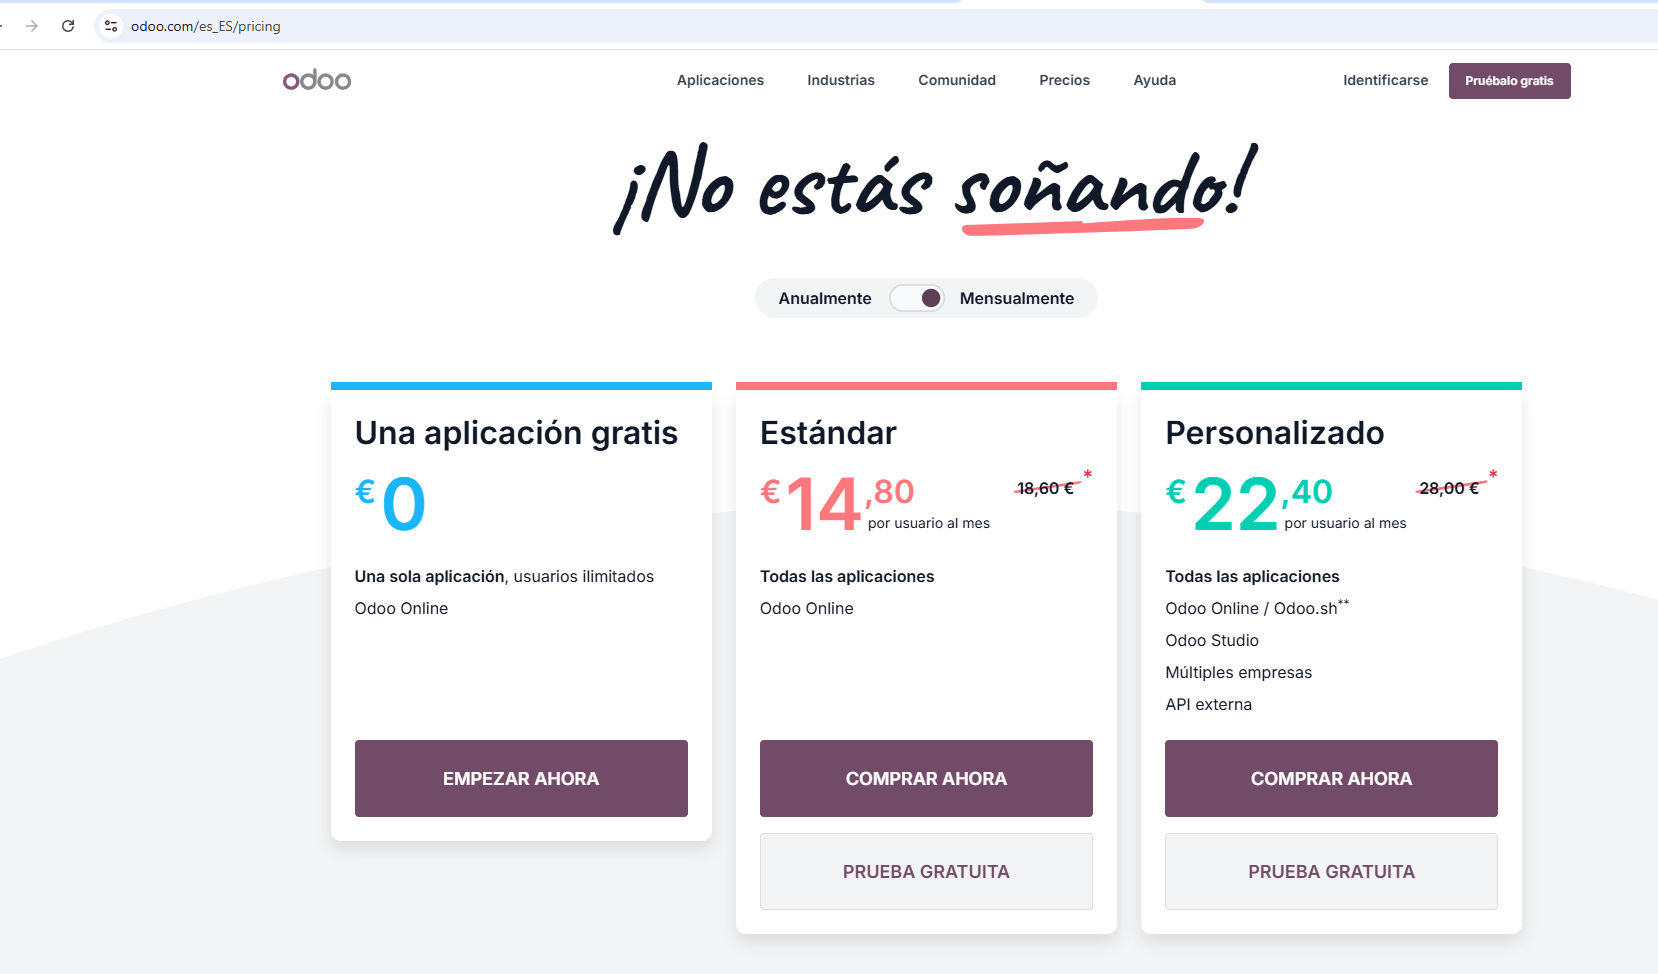 odoo.com/es_ES/pricing
odoo
Aplicaciones Industrias Comunidad Precios Ayuda Identificarse Pruébalo gratis
¡No estás soñando!
Anualmente Mensualmente
Una aplicación gratis
€ 0
Una sola aplicación, usuarios ilimitados
Odoo Online
EMPEZAR AHORA
Estándar
€ 14,80 por usuario al mes 18,60 € *
Todas las aplicaciones
Odoo Online
COMPRAR AHORA
PRUEBA GRATUITA
Personalizado
€ 22,40 por usuario al mes 28,00 € *
Todas las aplicaciones
Odoo Online / Odoo.sh**
Odoo Studio
Múltiples empresas
API externa
COMPRAR AHORA
PRUEBA GRATUITA